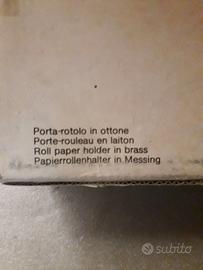 Porta-rotolo in ottone
Porte-rouleau en laiton
Roll paper holder in brass
Papierrollenhalter in Messing
subito